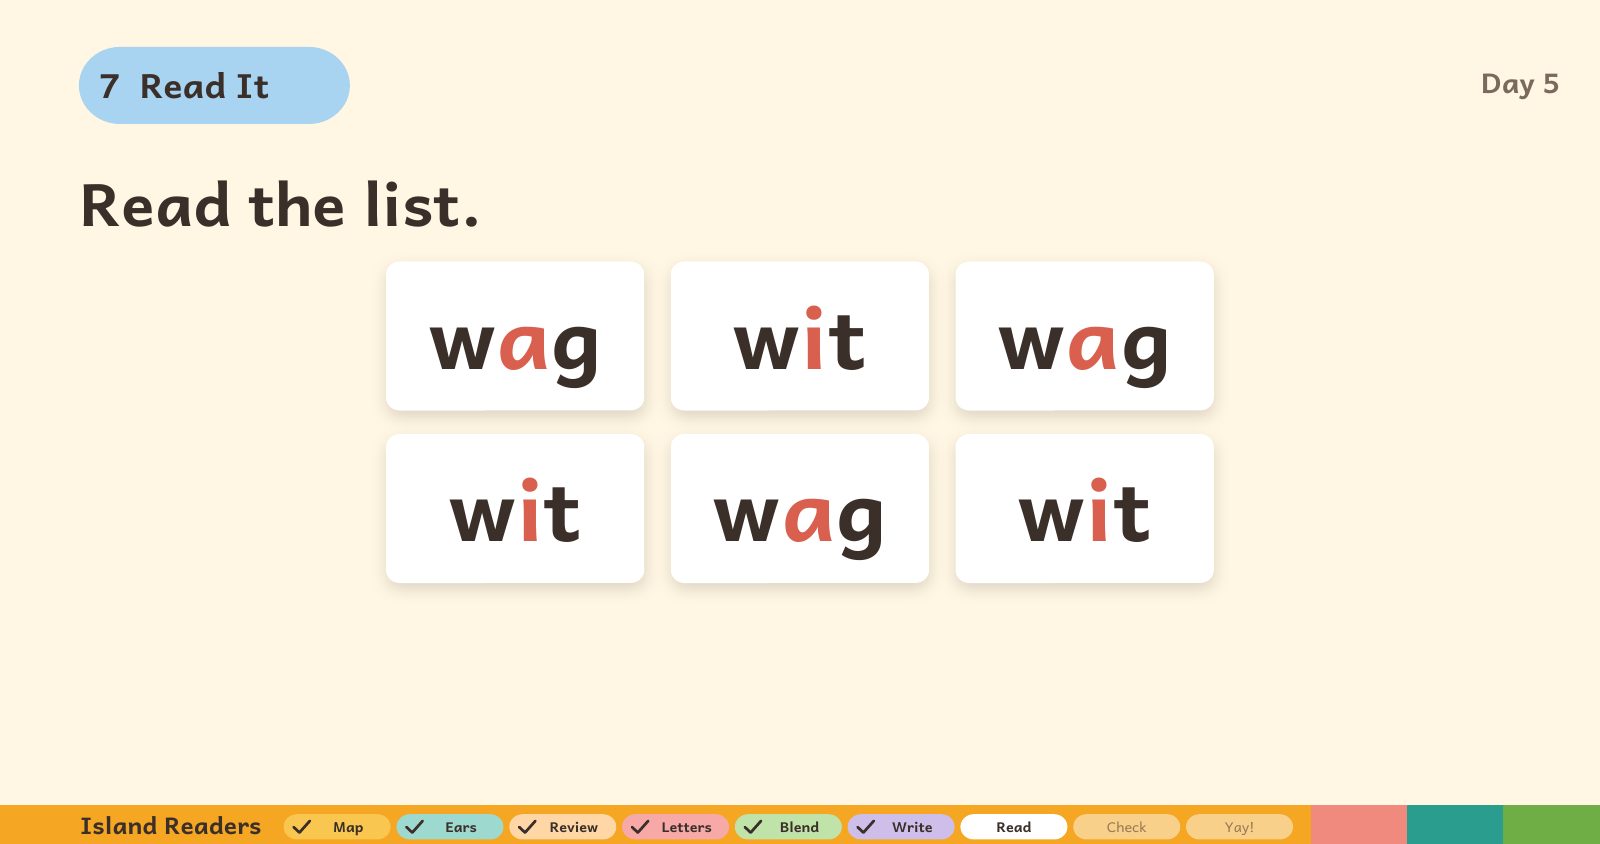 7 Read It
Day 5
Read the list.
wag wit wag
wit wag wit
Island Readers Map Ears Review Letters Blend Write Read Check Yay!